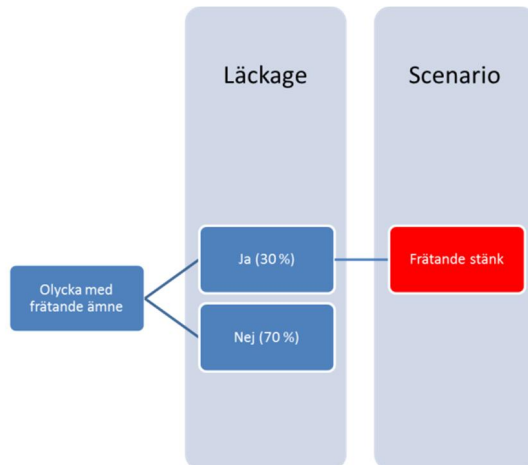 Läckage
Scenario
Olycka med
frätande ämne
Ja (30 %)
Nej (70 %)
Frätande stänk